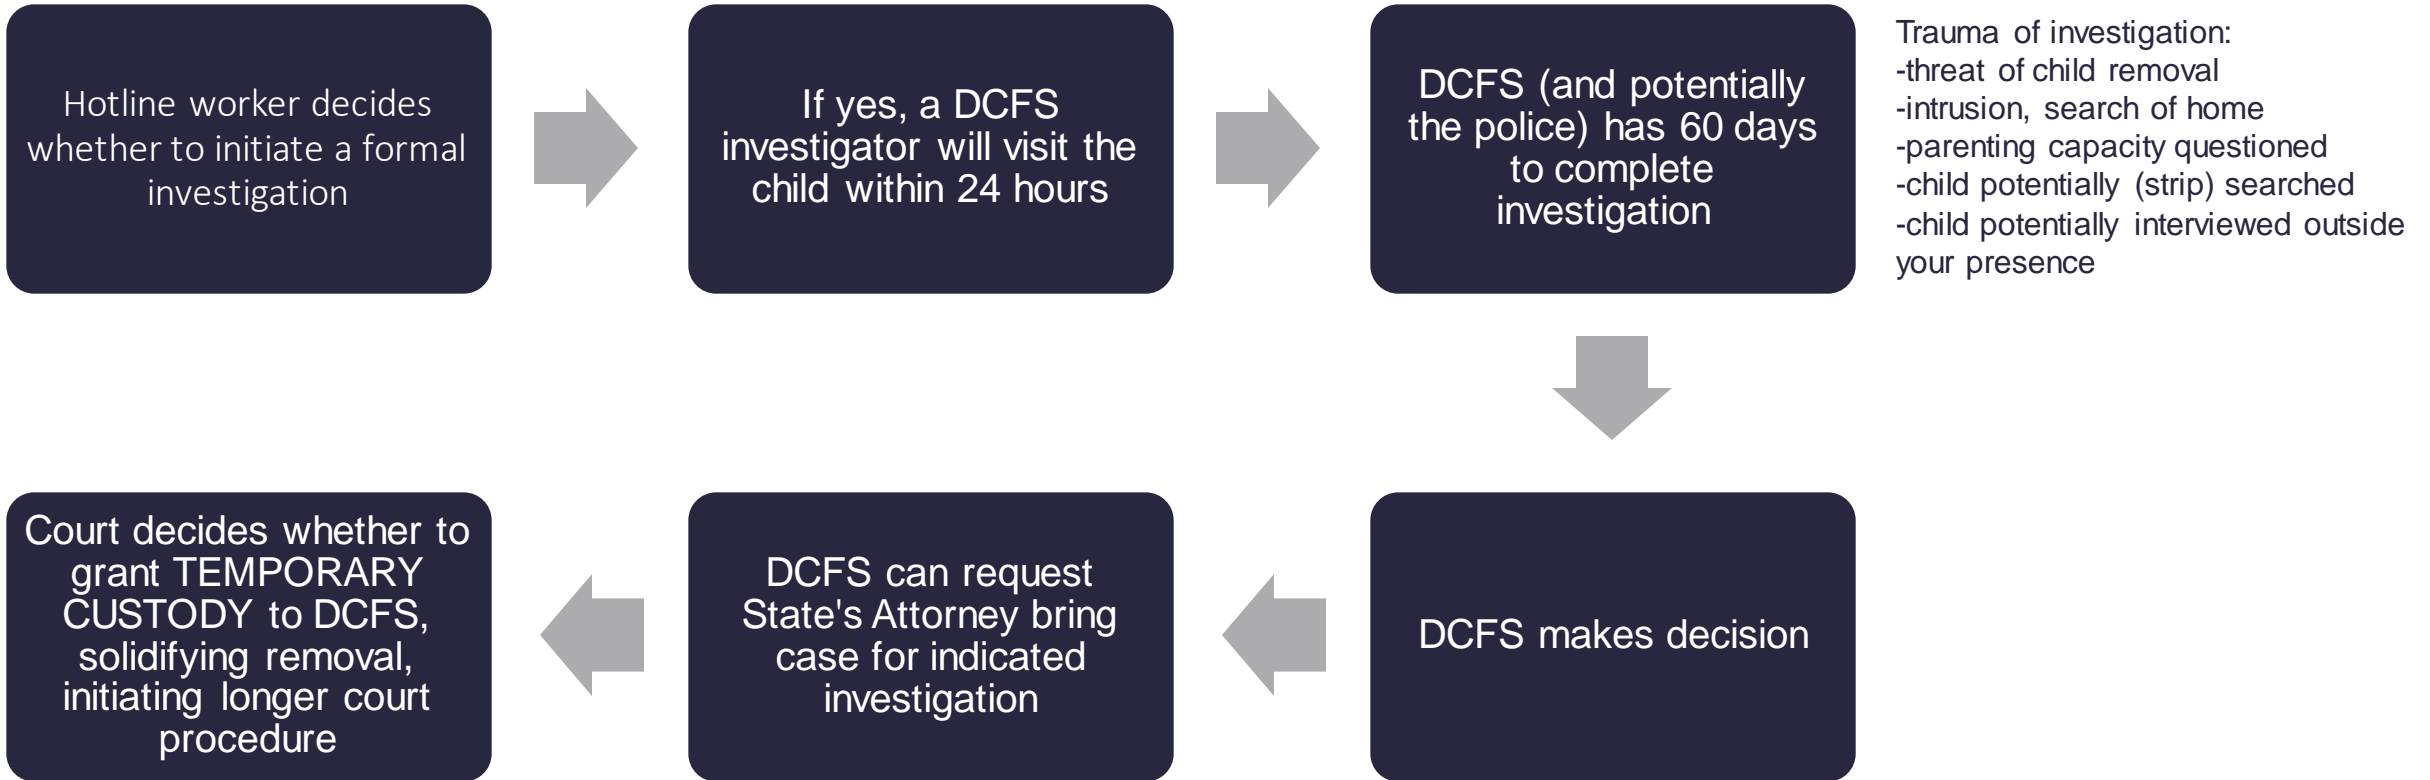 Hotline worker decides
whether to initiate a formal
investigation
If yes, a DCFS
investigator will visit the
child within 24 hours
DCFS (and potentially
the police) has 60 days
to complete
investigation
Trauma of investigation:
-threat of child removal
-intrusion, search of home
-parenting capacity questioned
-child potentially (strip) searched
-child potentially interviewed outside
your presence
DCFS makes decision
DCFS can request
State's Attorney bring
case for indicated
investigation
Court decides whether to
grant TEMPORARY
CUSTODY to DCFS,
solidifying removal,
initiating longer court
procedure